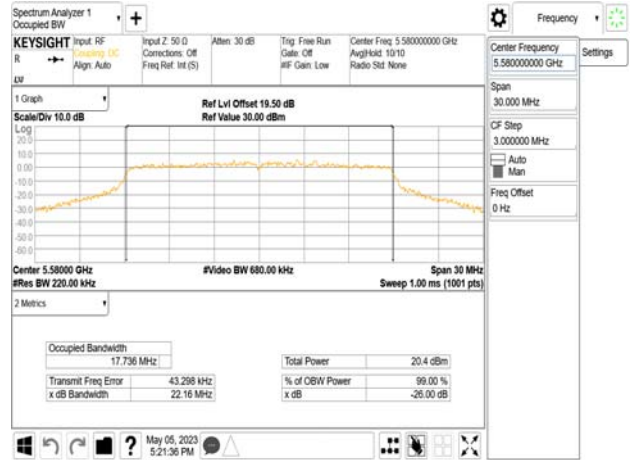 Spectrum Analyzer 1
Occupied BW
Frequency
KEYSIGHT
R
Input: RF
Coupling: DC
Align: Auto
Input Z: 50 Ω
Corrections: Off
Freq Ref: Int (S)
Atten: 30 dB
Trig: Free Run
Gate: Off
#IF Gain: Low
Center Freq: 5.580000000 GHz
Avg|Hold: 10/10
Radio Std: None
Center Frequency
5.580000000 GHz
Settings
Span
30.000 MHz
CF Step
3.000000 MHz
Auto
Man
Freq Offset
0 Hz
1 Graph
Scale/Div 10.0 dB
Ref Lvl Offset 19.50 dB
Ref Value 30.00 dBm
Log
20.0
10.0
0.00
-10.0
-20.0
-30.0
-40.0
-50.0
-60.0
Center 5.58000 GHz
#Res BW 220.00 kHz
#Video BW 680.00 kHz
Span 30 MHz
Sweep 1.00 ms (1001 pts)
2 Metrics
Occupied Bandwidth
17.736 MHz
Transmit Freq Error 43.298 kHz
x dB Bandwidth 22.16 MHz
Total Power 20.4 dBm
% of OBW Power 99.00 %
x dB -26.00 dB
?
May 05, 2023
5:21:36 PM